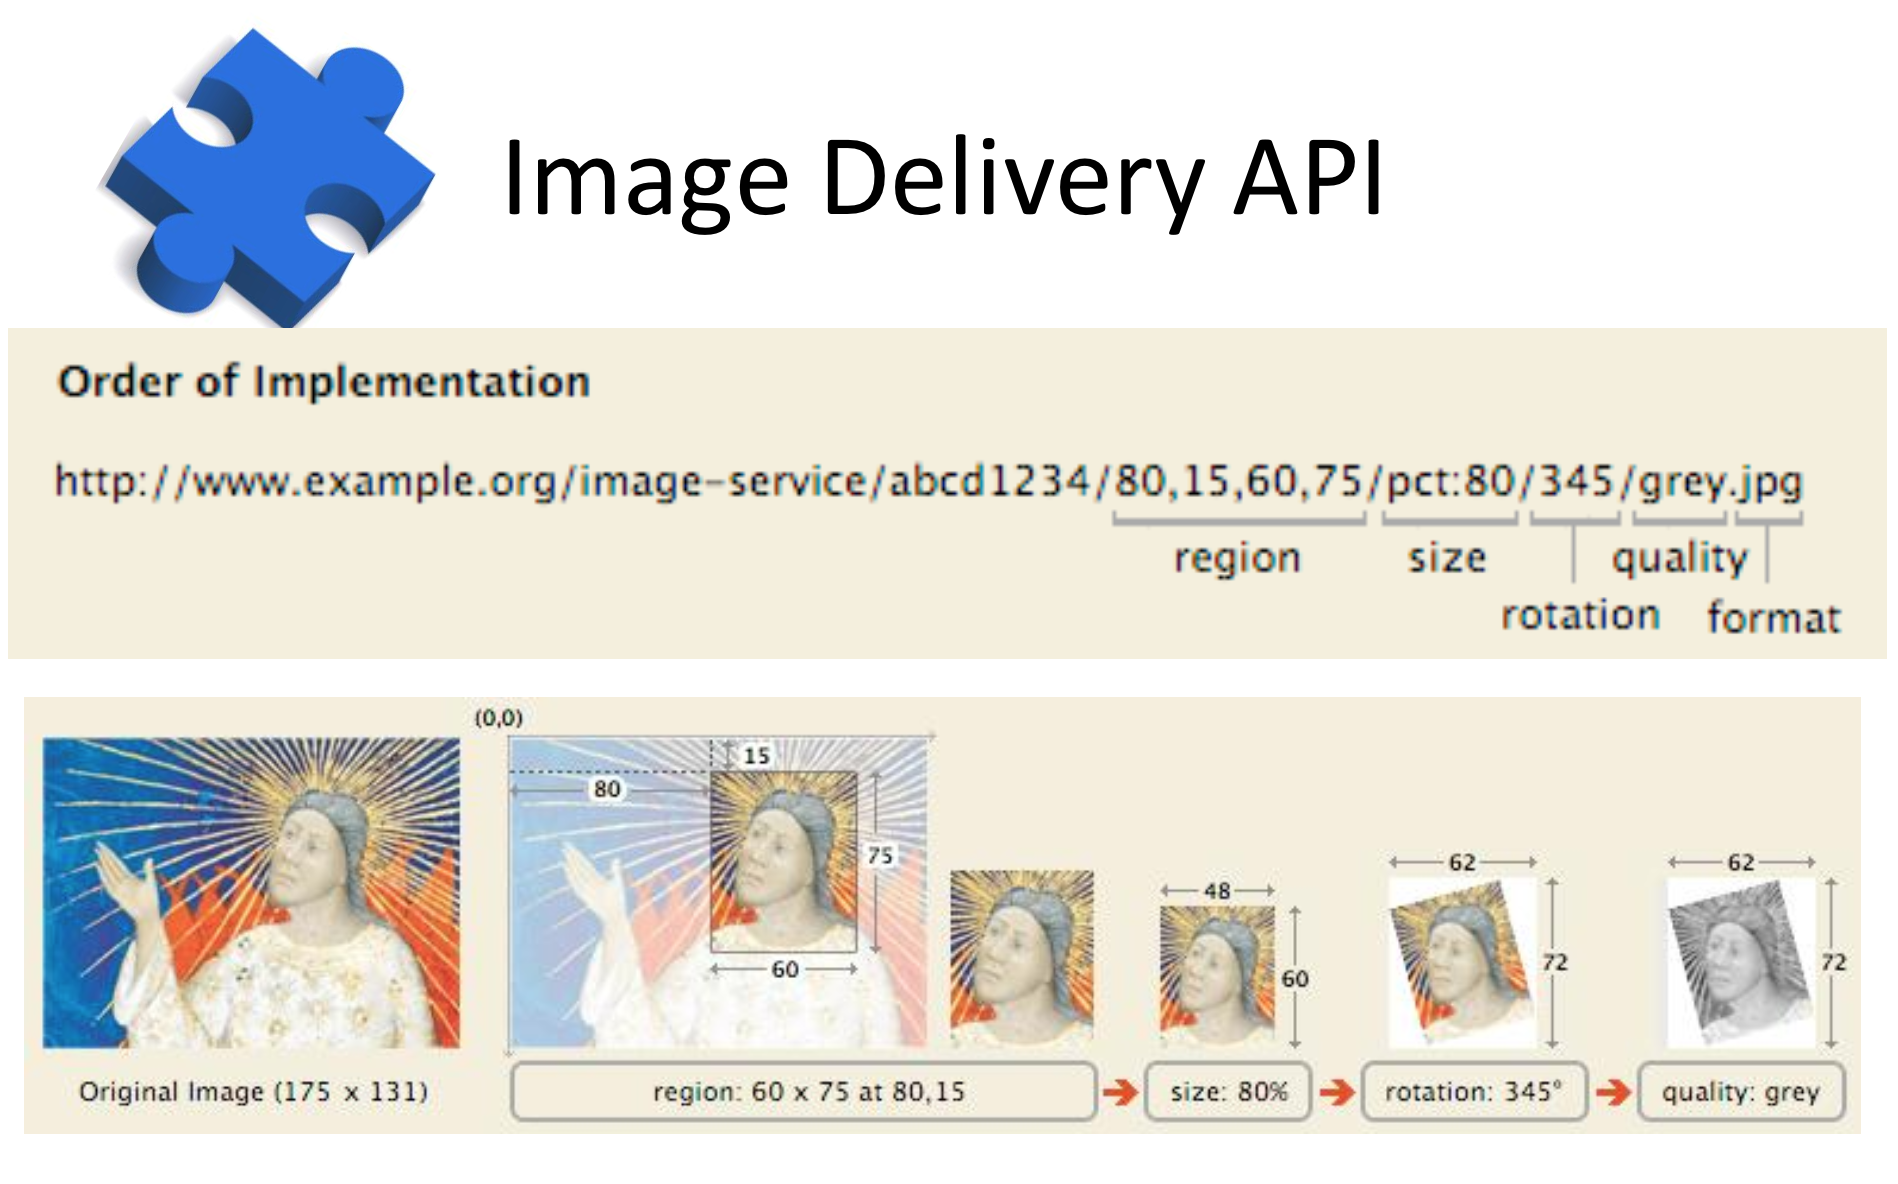 Image Delivery API
Order of Implementation
http://www.example.org/image-service/abcd1234/80,15,60,75/pct:80/345/grey.jpg
region size quality
rotation format
(0,0)
15
80
75
60
48
60
62
72
62
72
Original Image (175 x 131)
region: 60 x 75 at 80,15
size: 80%
rotation: 345°
quality: grey